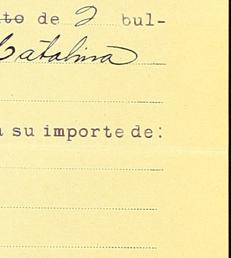 to de 2 bul-
Catalina
a su importe de: